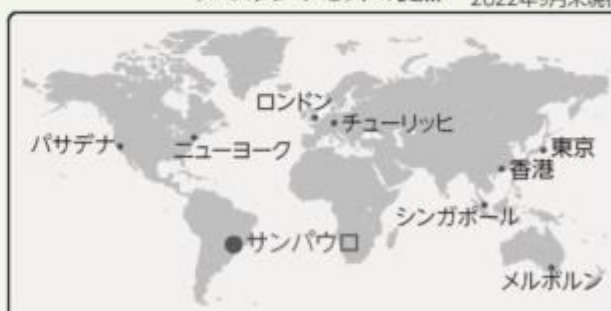 2022年9月末現在
ロンドン
チューリッヒ
パサデナ
ニューヨーク
東京
香港
シンガポール
サンパウロ
メルボルン